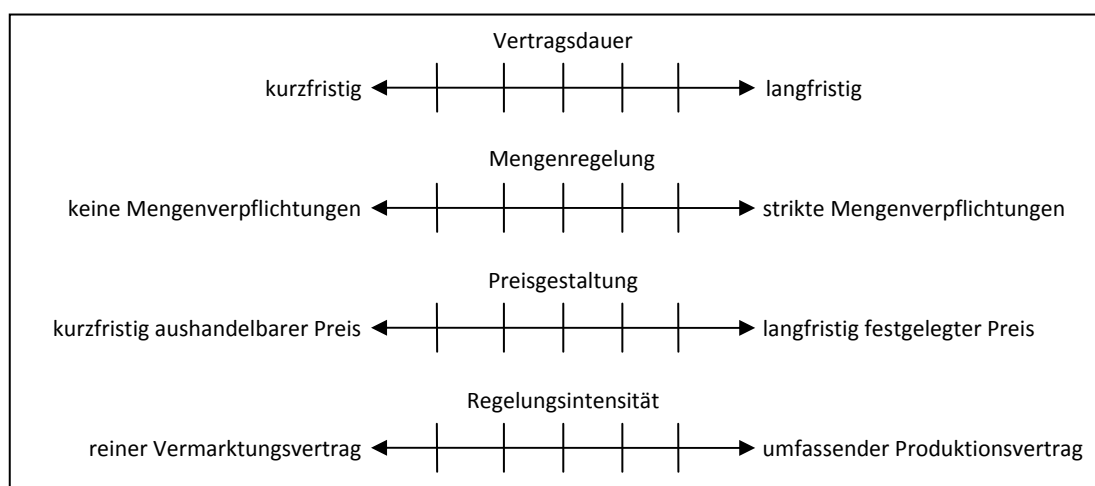 Vertragsdauer
kurzfristig langfristig
Mengenregelung
keine Mengenverpflichtungen strikte Mengenverpflichtungen
Preisgestaltung
kurzfristig aushandelbarer Preis langfristig festgelegter Preis
Regelungsintensität
reiner Vermarktungsvertrag umfassender Produktionsvertrag